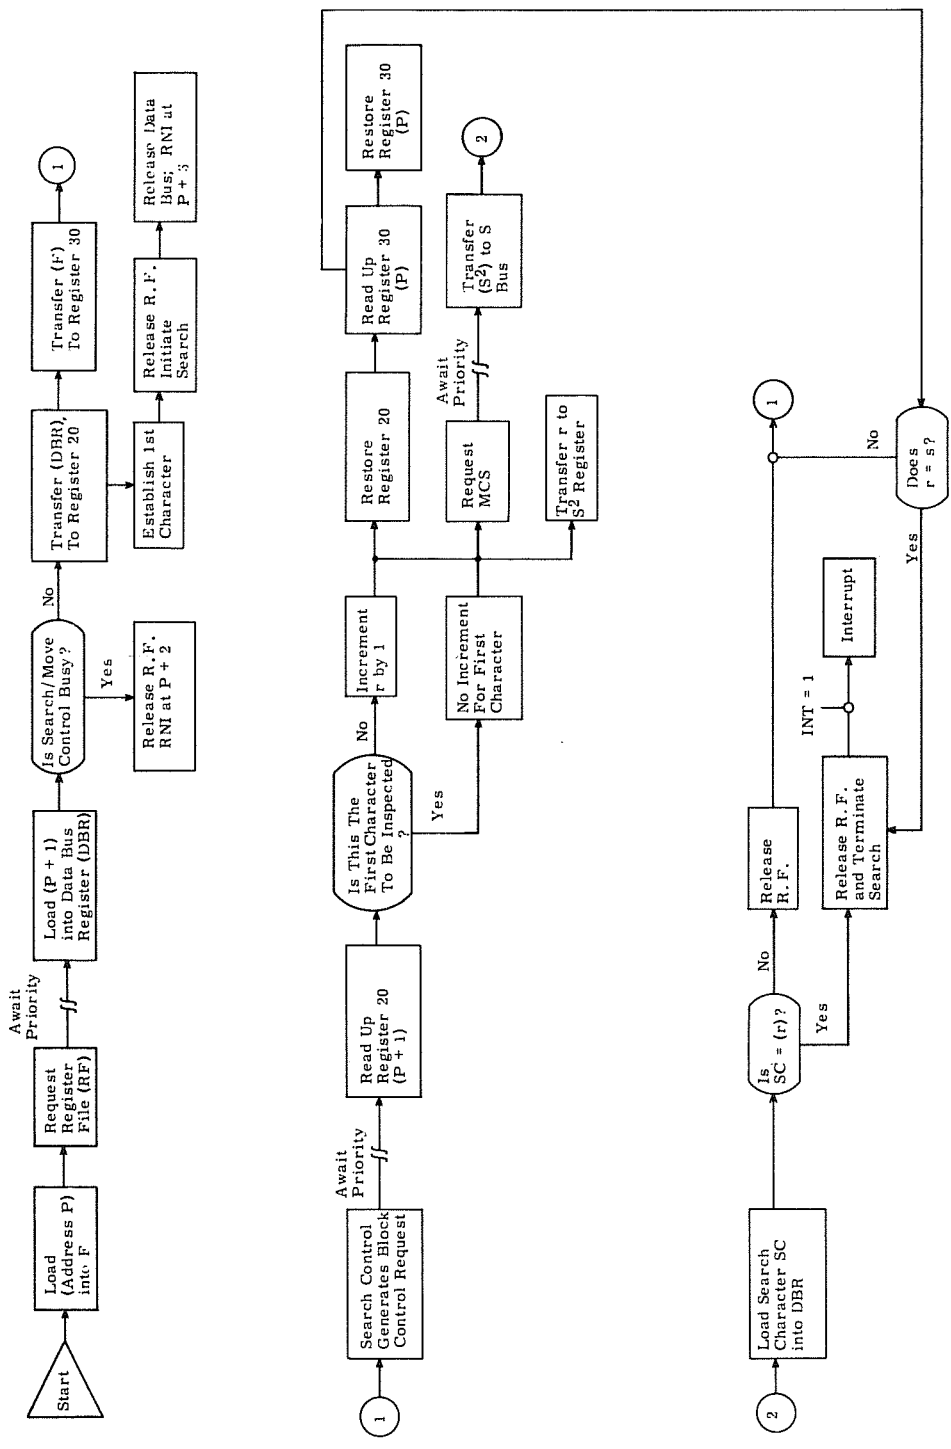 Start
Load
(Address P)
into F
Request
Register
File (RF)
Await
Priority
Load (P + 1)
into Data Bus
Register (DBR)
Is Search/Move
Control Busy?
No
Yes
Release R.F.
RNI at P + 2
Transfer (DBR),
To Register 20
Transfer (F)
To Register 30
1
Establish 1st
Character
Release R.F.
Initiate
Search
Release Data
Bus; RNI at
P + 3
1
Search Control
Generates Block
Control Request
Await
Priority
Read Up
Register 20
(P + 1)
Is This The
First Character
To Be Inspected
?
No
Yes
Increment
r by 1
No Increment
For First
Character
Restore
Register 20
Read Up
Register 30
(P)
Restore
Register 30
(P)
Request
MCS
Await
Priority
Transfer
(S²) to S
Bus
2
Transfer r to
S² Register
2
Load Search
Character SC
into DBR
Is
SC = (r)?
No
Yes
Release
R.F.
1
Release R.F.
and Terminate
Search
INT = 1
Interrupt
Does
r = s?
No
Yes